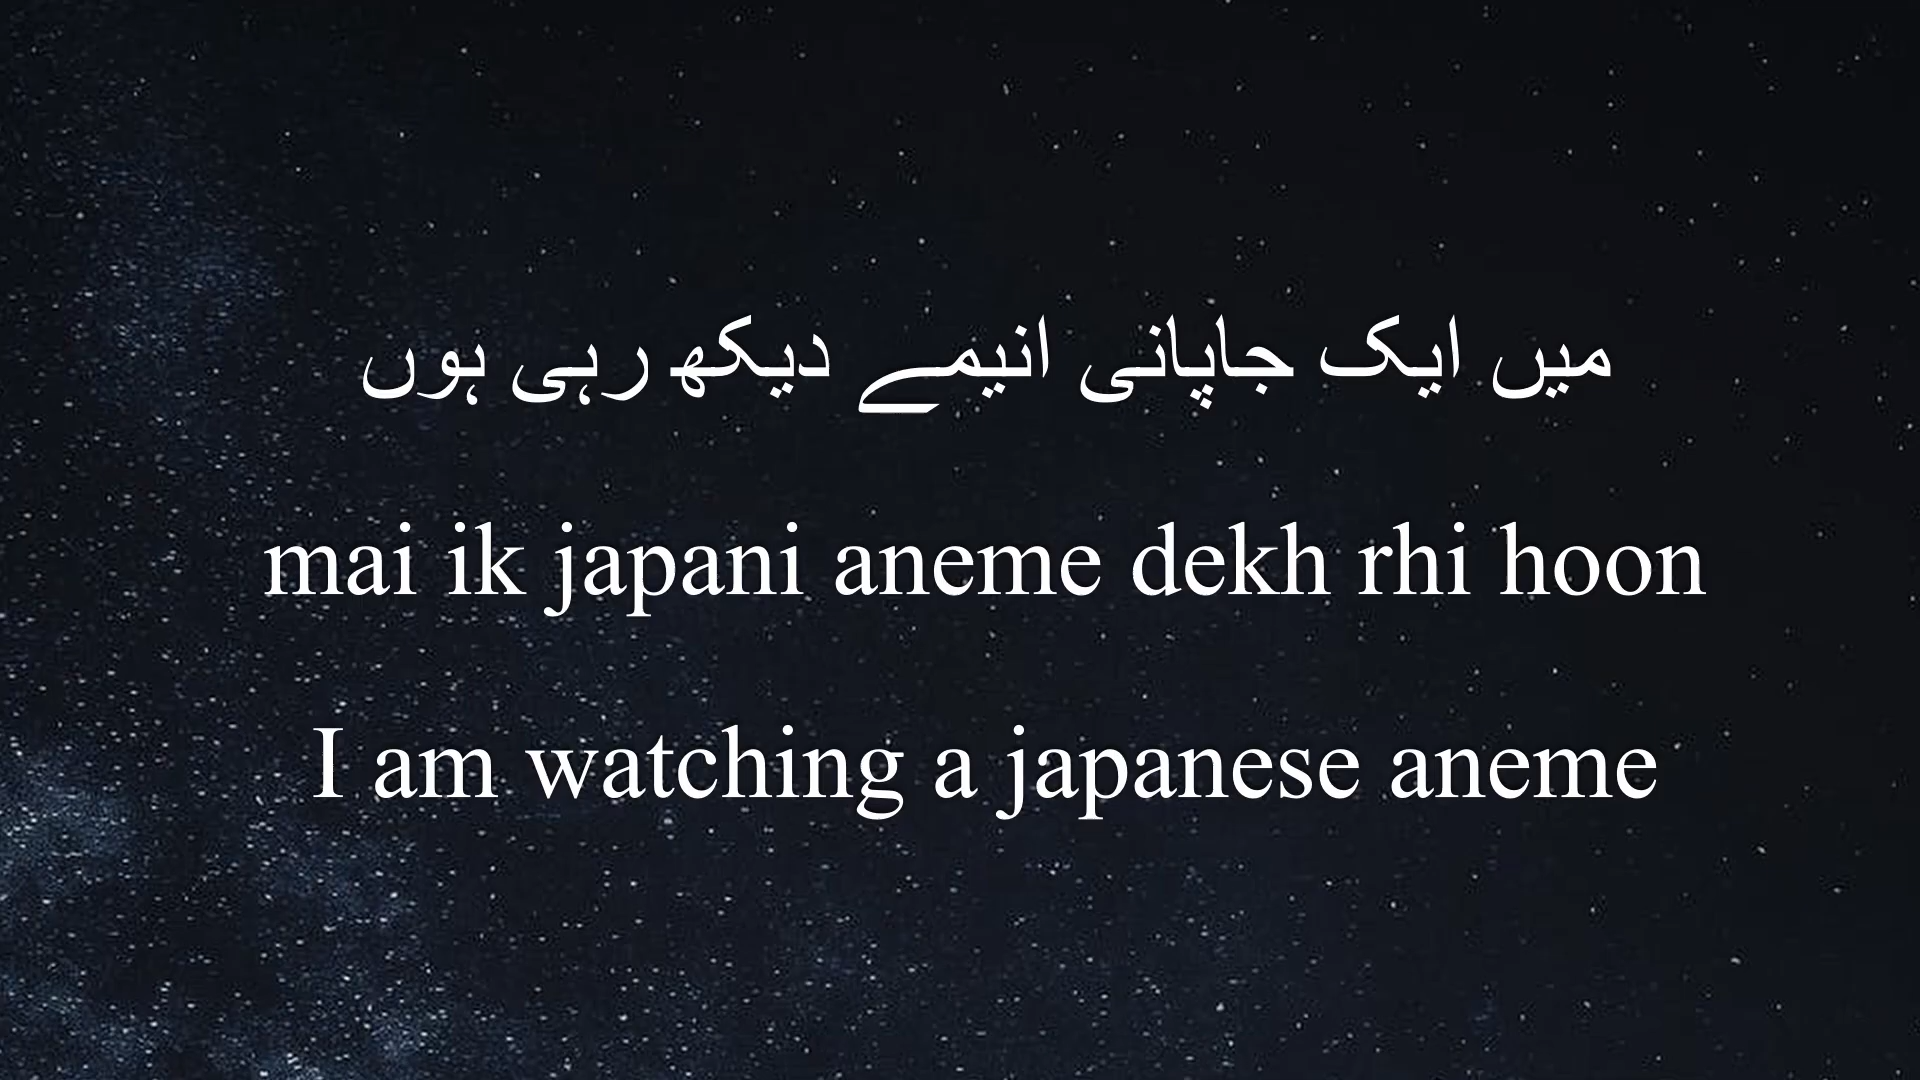 میں ایک جاپانی انیمے دیکھ رہی ہوں
mai ik japani aneme dekh rhi hoon
I am watching a japanese aneme